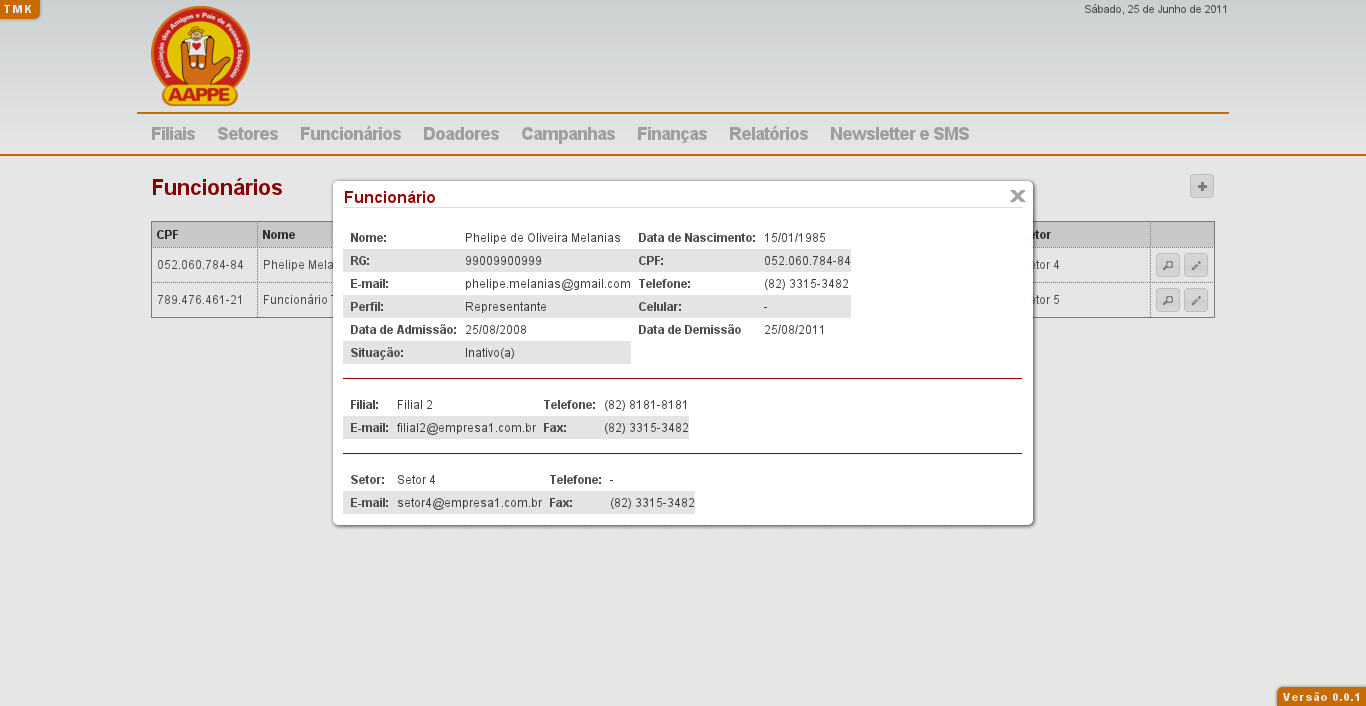 TMK
Sábado, 25 de Junho de 2011
Associação dos Amigos e Pais de Pessoas Especiais
AAPPE
Filiais Setores Funcionários Doadores Campanhas Finanças Relatórios Newsletter e SMS
Funcionários
CPF Nome etor
052.060.784-84 Phelipe Mela etor 4
789.476.461-21 Funcionário etor 5
Funcionário
Nome: Phelipe de Oliveira Melanias Data de Nascimento: 15/01/1985
RG: 99009900999 CPF: 052.060.784-84
E-mail: phelipe.melanias@gmail.com Telefone: (82) 3315-3482
Perfil: Representante Celular: -
Data de Admissão: 25/08/2008 Data de Demissão 25/08/2011
Situação: Inativo(a)
Filial: Filial 2 Telefone: (82) 8181-8181
E-mail: filial2@empresa1.com.br Fax: (82) 3315-3482
Setor: Setor 4 Telefone: -
E-mail: setor4@empresa1.com.br Fax: (82) 3315-3482
Versão 0.0.1